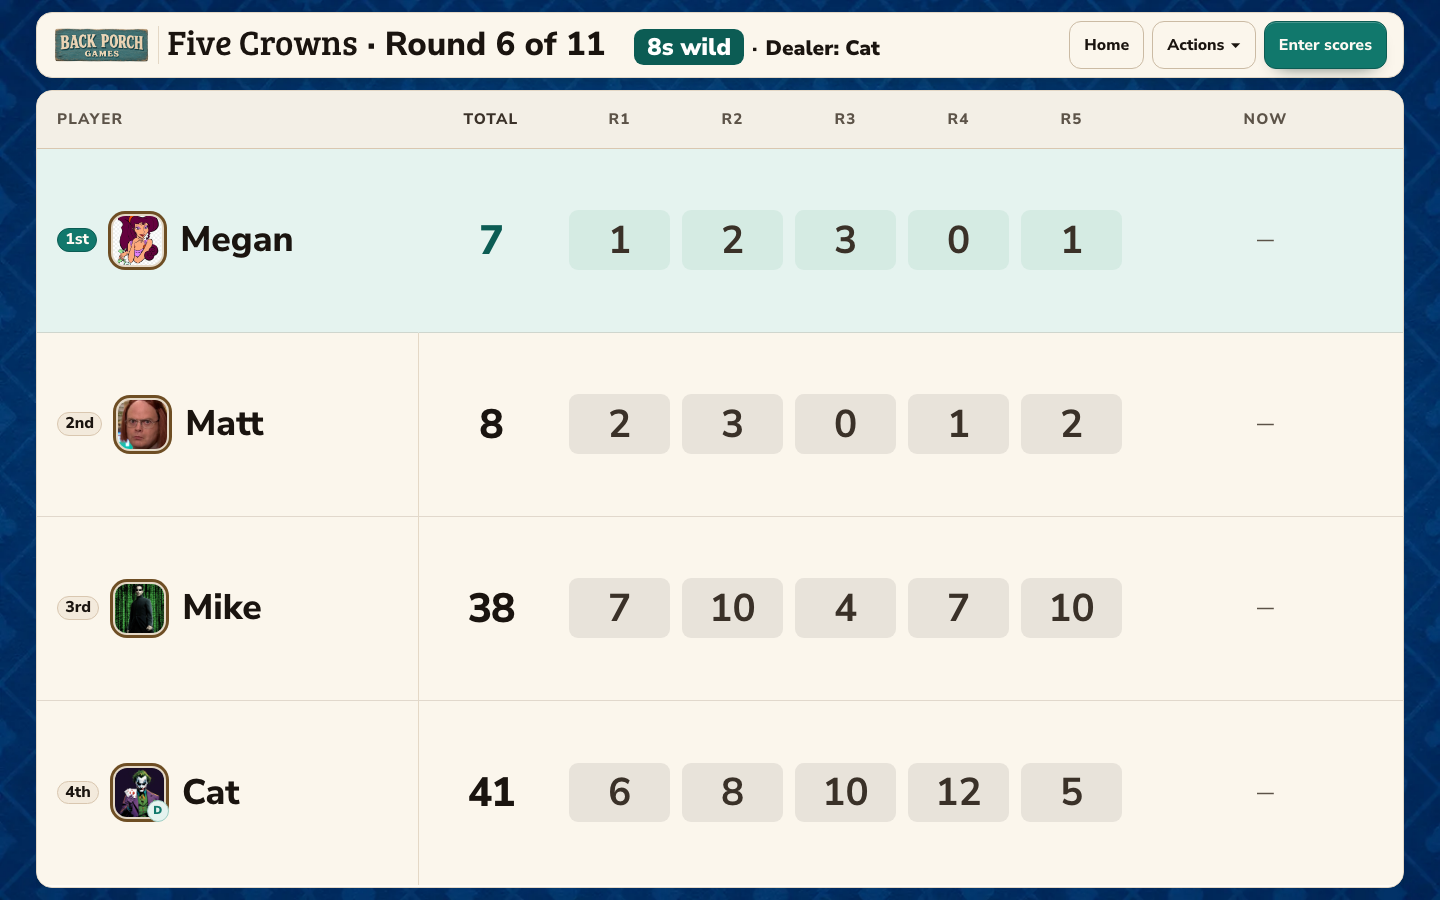 BACK PORCH
GAMES
Five Crowns · Round 6 of 11
8s wild · Dealer: Cat
Home
Actions
Enter scores
PLAYER TOTAL R1 R2 R3 R4 R5 NOW
1st Megan 7 1 2 3 0 1 —
2nd Matt 8 2 3 0 1 2 —
3rd Mike 38 7 10 4 7 10 —
4th D Cat 41 6 8 10 12 5 —